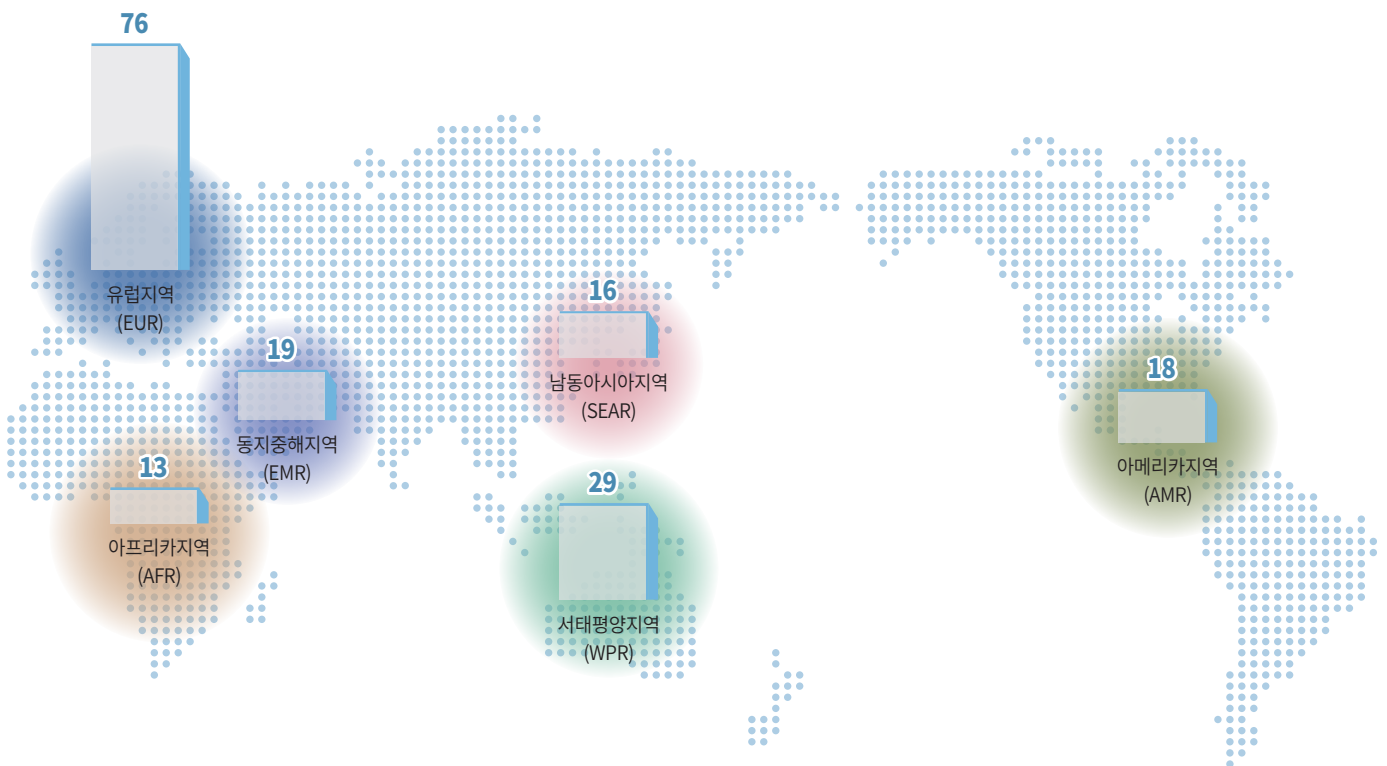 76
유럽지역
(EUR)
19
동지중해지역
(EMR)
13
아프리카지역
(AFR)
16
남동아시아지역
(SEAR)
29
서태평양지역
(WPR)
18
아메리카지역
(AMR)